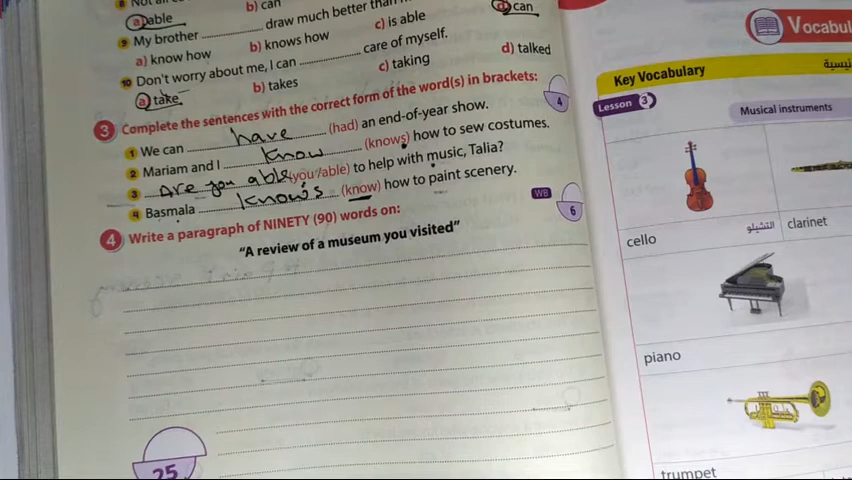 8 Not
a) able
b) can
d) can
9 My brother ............ draw much better than
a) know how
b) knows how
c) is able
10 Don't worry about me, I can ............ care of myself.
a) take
b) takes
c) taking
d) talked
3 Complete the sentences with the correct form of the word(s) in brackets:
4
1 We can have (had) an end-of-year show.
2 Mariam and I know (knows) how to sew costumes.
3 Are you able (you/able) to help with music, Talia?
4 Basmala knows (know) how to paint scenery.
WB
6
4 Write a paragraph of NINETY (90) words on:
"A review of a museum you visited"
25
Vocabul
Key Vocabulary
Lesson 3
Musical instruments
cello
التشيلو
clarinet
piano
trumpet